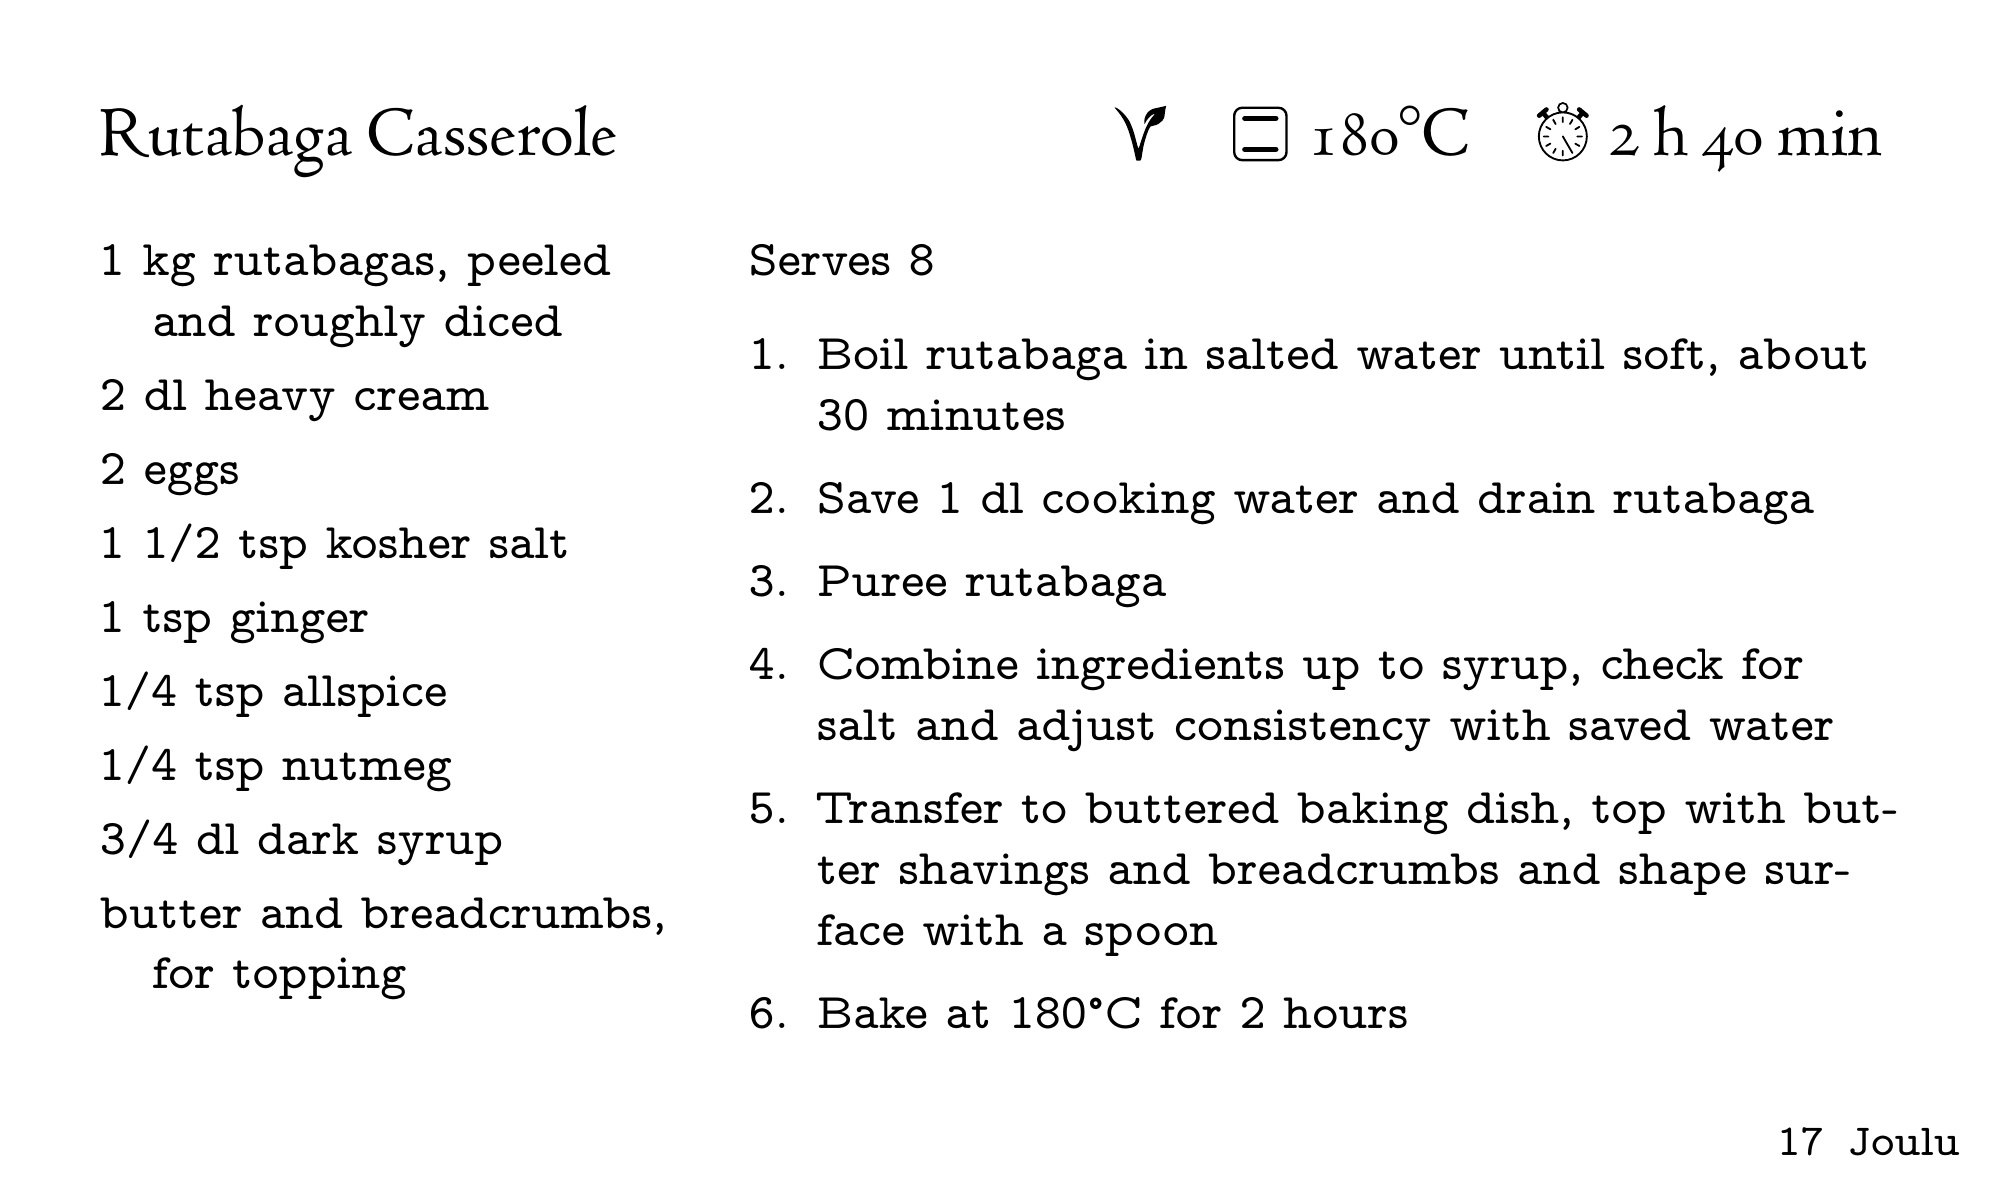 Rutabaga Casserole
180°C
2 h 40 min
1 kg rutabagas, peeled
and roughly diced
2 dl heavy cream
2 eggs
1 1/2 tsp kosher salt
1 tsp ginger
1/4 tsp allspice
1/4 tsp nutmeg
3/4 dl dark syrup
butter and breadcrumbs,
for topping
Serves 8
1. Boil rutabaga in salted water until soft, about
30 minutes
2. Save 1 dl cooking water and drain rutabaga
3. Puree rutabaga
4. Combine ingredients up to syrup, check for
salt and adjust consistency with saved water
5. Transfer to buttered baking dish, top with but-
ter shavings and breadcrumbs and shape sur-
face with a spoon
6. Bake at 180°C for 2 hours
17 Joulu